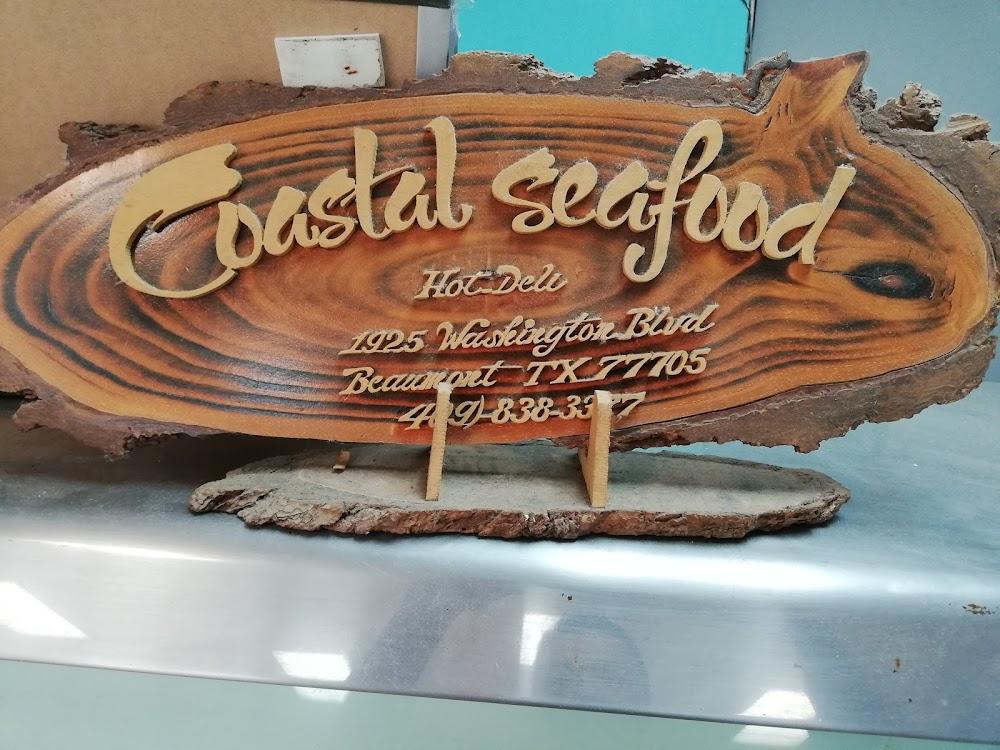 Coastal seafood
Hot Deli
1925 Washington Blvd
Beaumont TX 77705